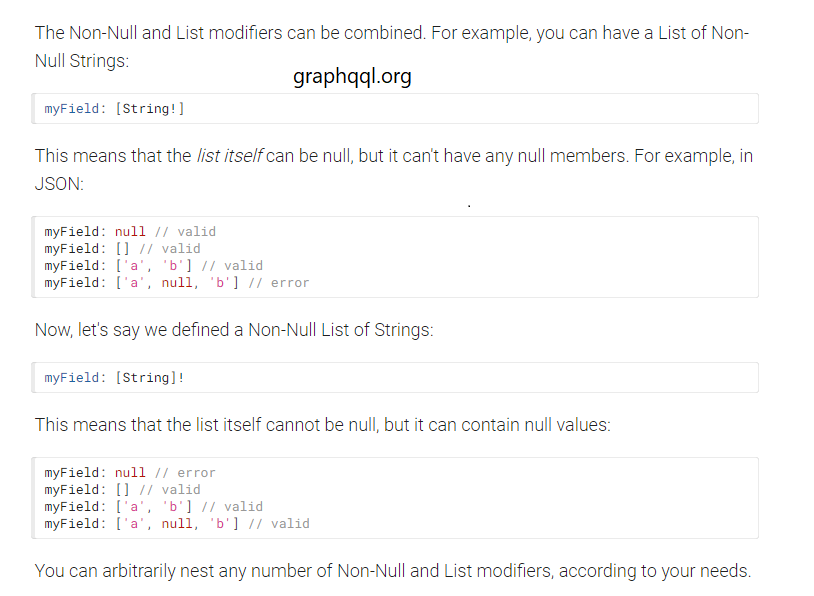 The Non-Null and List modifiers can be combined. For example, you can have a List of Non-
Null Strings:
graphqql.org
myField: [String!]
This means that the list itself can be null, but it can't have any null members. For example, in
JSON:
myField: null // valid
myField: [] // valid
myField: ['a', 'b'] // valid
myField: ['a', null, 'b'] // error
Now, let's say we defined a Non-Null List of Strings:
myField: [String]!
This means that the list itself cannot be null, but it can contain null values:
myField: null // error
myField: [] // valid
myField: ['a', 'b'] // valid
myField: ['a', null, 'b'] // valid
You can arbitrarily nest any number of Non-Null and List modifiers, according to your needs.